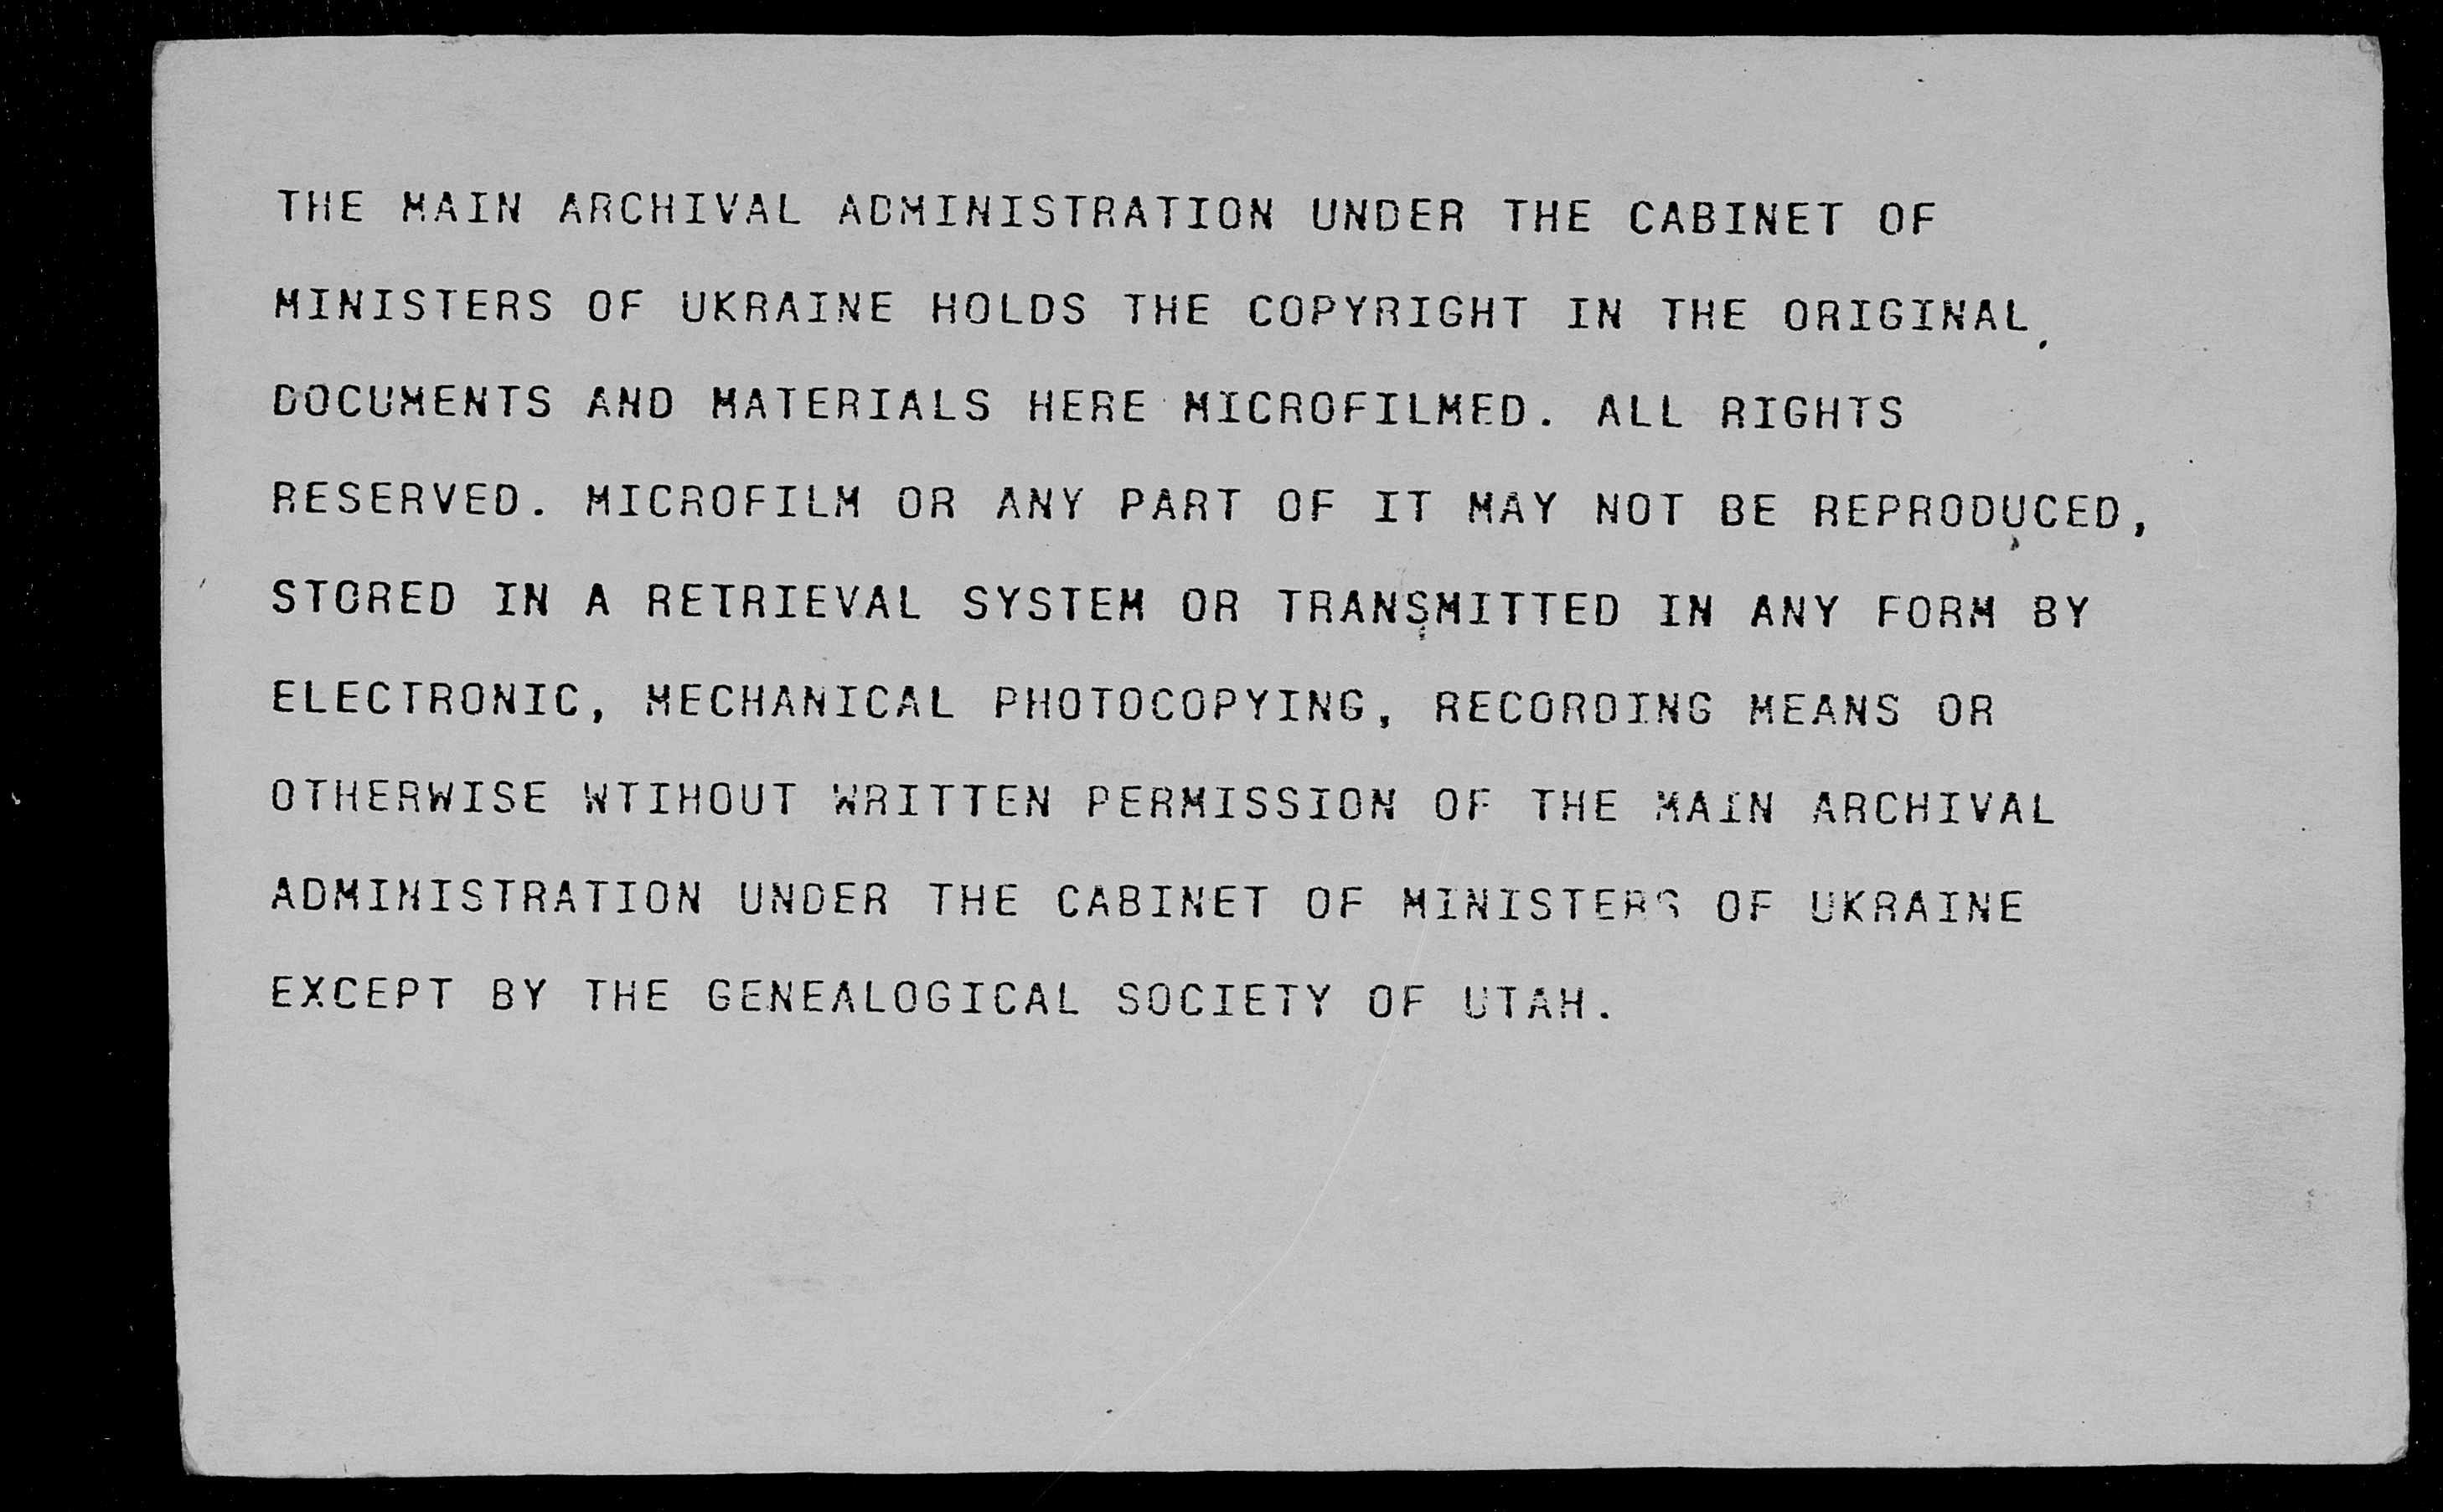 THE MAIN ARCHIVAL ADMINISTRATION UNDER THE CABINET OF
MINISTERS OF UKRAINE HOLDS THE COPYRIGHT IN THE ORIGINAL
DOCUMENTS AND MATERIALS HERE MICROFILMED. ALL RIGHTS
RESERVED. MICROFILM OR ANY PART OF IT MAY NOT BE REPRODUCED,
STORED IN A RETRIEVAL SYSTEM OR TRANSMITTED IN ANY FORM BY
ELECTRONIC, MECHANICAL PHOTOCOPYING, RECORDING MEANS OR
OTHERWISE WTIHOUT WRITTEN PERMISSION OF THE MAIN ARCHIVAL
ADMINISTRATION UNDER THE CABINET OF MINISTERS OF UKRAINE
EXCEPT BY THE GENEALOGICAL SOCIETY OF UTAH.